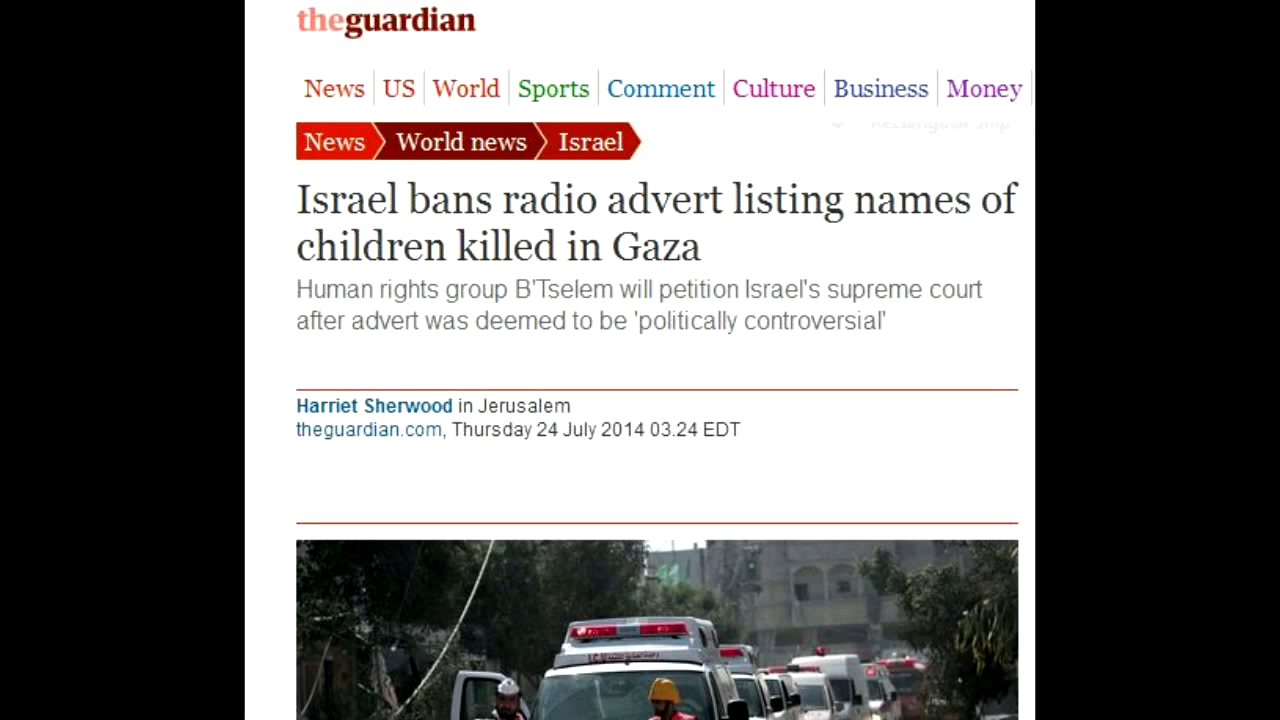 theguardian
News US World Sports Comment Culture Business Money
News World news Israel
Israel bans radio advert listing names of
children killed in Gaza
Human rights group B'Tselem will petition Israel's supreme court
after advert was deemed to be 'politically controversial'
Harriet Sherwood in Jerusalem
theguardian.com, Thursday 24 July 2014 03.24 EDT